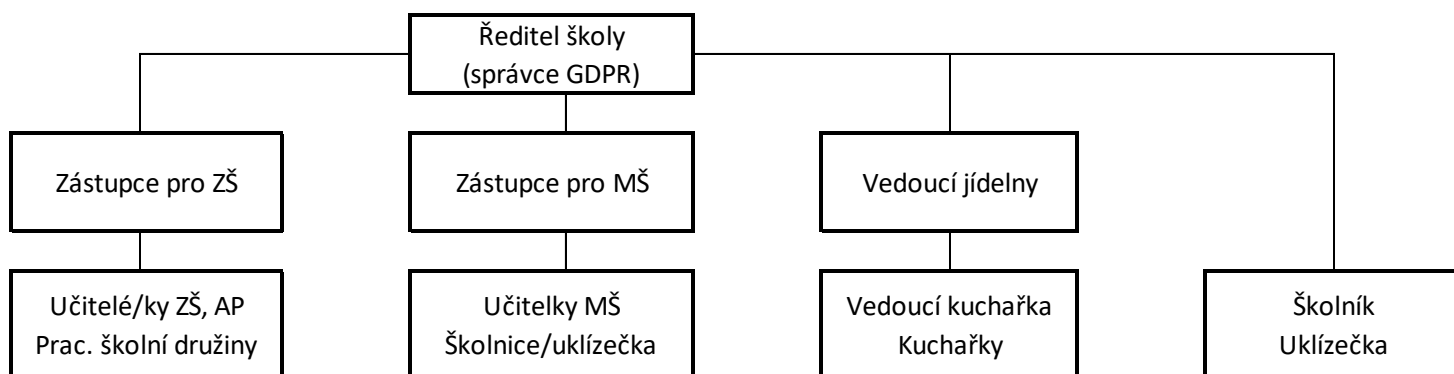 Ředitel školy
(správce GDPR)
Zástupce pro ZŠ
Zástupce pro MŠ
Vedoucí jídelny
Učitelé/ky ZŠ, AP
Prac. školní družiny
Učitelky MŠ
Školnice/uklízečka
Vedoucí kuchařka
Kuchařky
Školník
Uklízečka